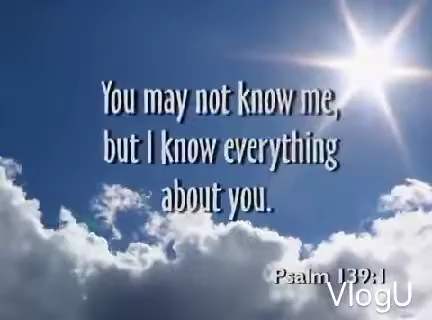 You may not know me,
but I know everything
about you.
Psalm 139:1
VlogU